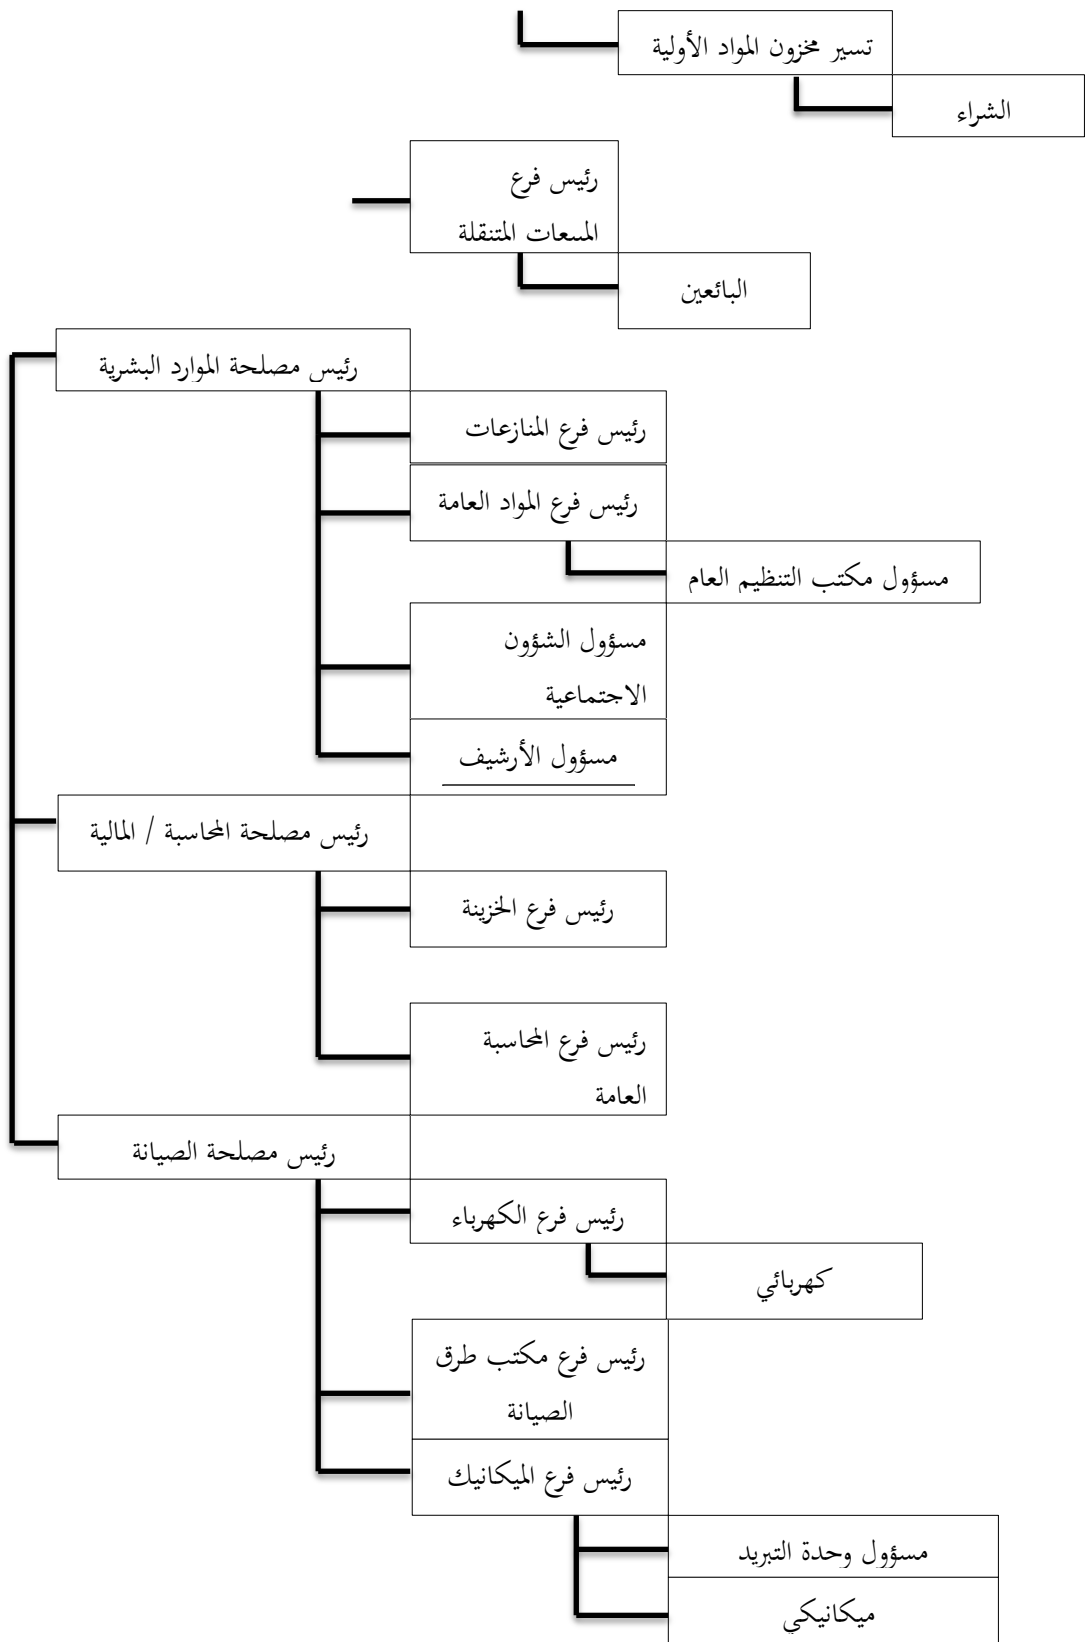 تسير مخزون المواد الأولية
الشراء
رئيس فرع
المبيعات المتنقلة
البائعين
رئيس مصلحة الموارد البشرية
رئيس فرع المنازعات
رئيس فرع المواد العامة
مسؤول مكتب التنظيم العام
مسؤول الشؤون
الاجتماعية
مسؤول الأرشيف
رئيس مصلحة المحاسبة / المالية
رئيس فرع الخزينة
رئيس فرع المحاسبة
العامة
رئيس مصلحة الصيانة
رئيس فرع الكهرباء
كهربائي
رئيس فرع مكتب طرق
الصيانة
رئيس فرع الميكانيك
مسؤول وحدة التبريد
ميكانيكي